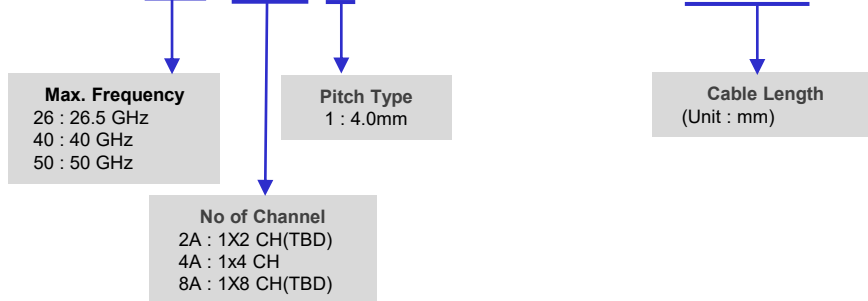 Max. Frequency
26 : 26.5 GHz
40 : 40 GHz
50 : 50 GHz
Pitch Type
1 : 4.0mm
Cable Length
(Unit : mm)
No of Channel
2A : 1X2 CH(TBD)
4A : 1x4 CH
8A : 1X8 CH(TBD)